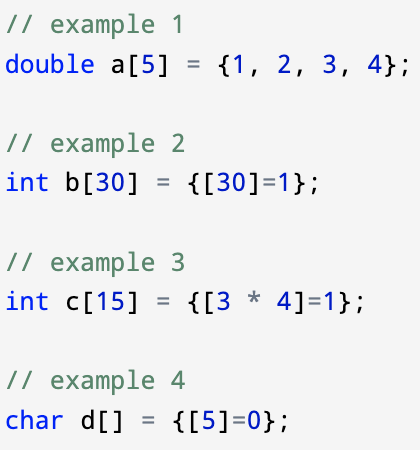 // example 1
double a[5] = {1, 2, 3, 4};
// example 2
int b[30] = {[30]=1};
// example 3
int c[15] = {[3 * 4]=1};
// example 4
char d[] = {[5]=0};